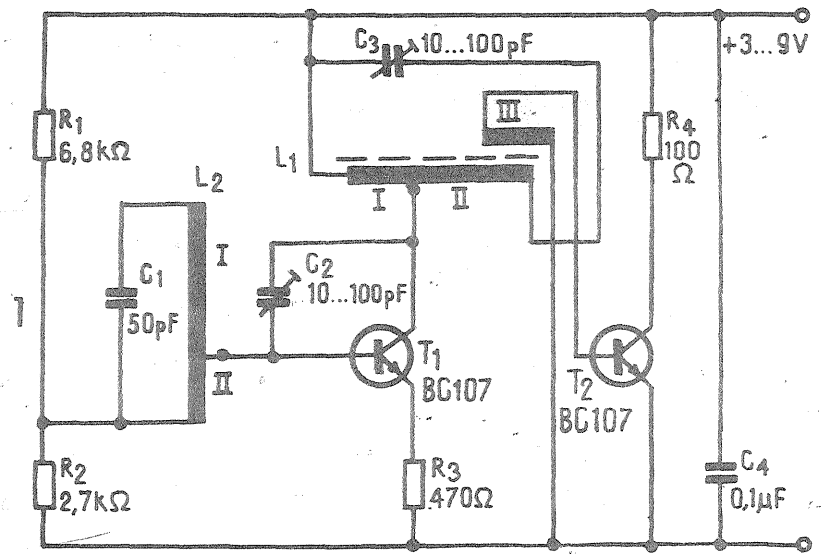 C3
10...100pF
+3...9V
III
R1
6,8kΩ
R4
100
Ω
L1
I
II
L2
I
C1
50pF
C2
10...100pF
1
II
T1
BC107
T2
BC107
R2
2,7kΩ
R3
470Ω
C4
0,1µF